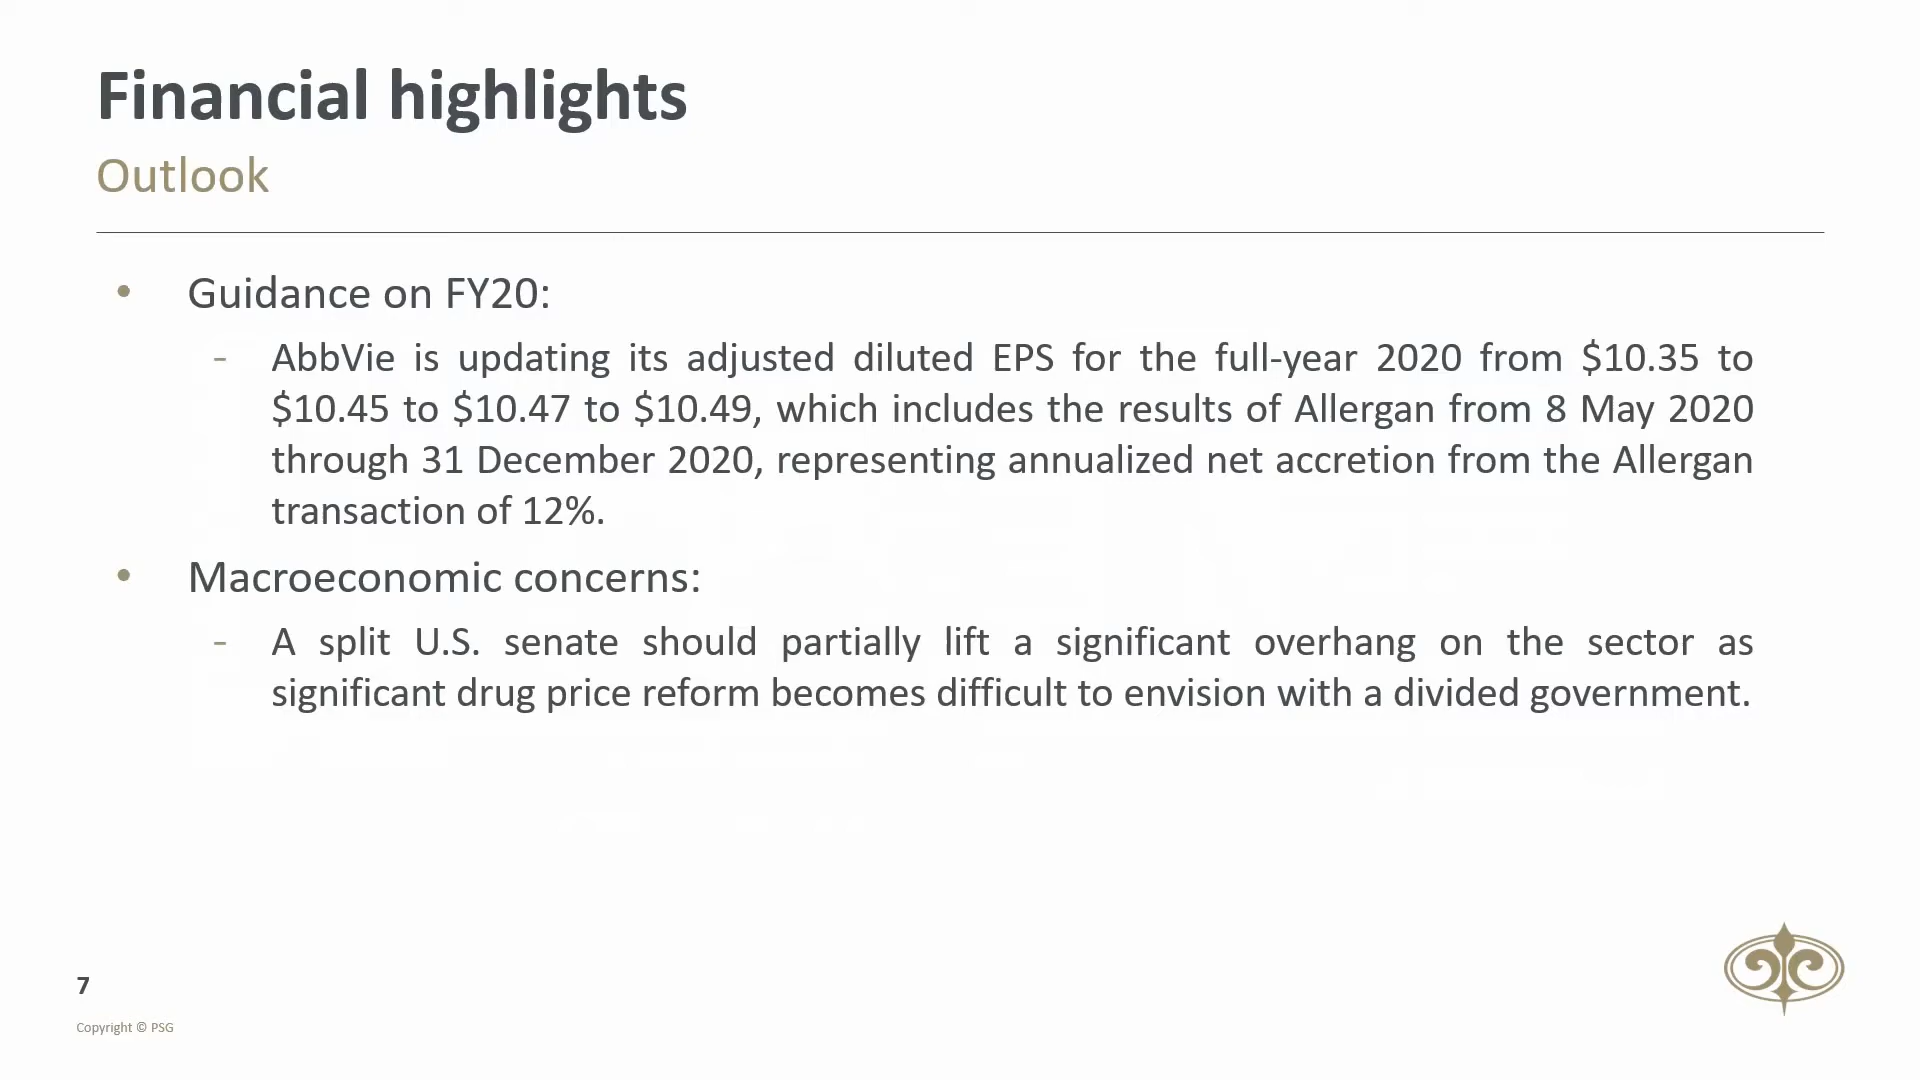 Financial highlights
Outlook
• Guidance on FY20:
- AbbVie is updating its adjusted diluted EPS for the full-year 2020 from $10.35 to
$10.45 to $10.47 to $10.49, which includes the results of Allergan from 8 May 2020
through 31 December 2020, representing annualized net accretion from the Allergan
transaction of 12%.
• Macroeconomic concerns:
- A split U.S. senate should partially lift a significant overhang on the sector as
significant drug price reform becomes difficult to envision with a divided government.
7
Copyright © PSG